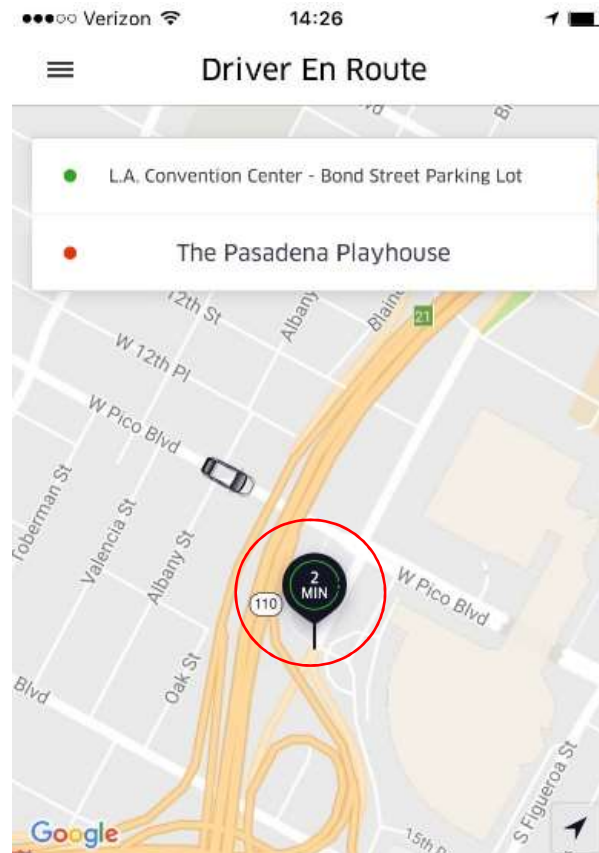 Verizon
14:26
Driver En Route
L.A. Convention Center - Bond Street Parking Lot
The Pasadena Playhouse
12th St
Albany
Blaine
21
W 12th Pl
W Pico Blvd
Toberman St
Valencia St
Albany St
2
MIN
110
W Pico Blvd
Oak St
Blvd
S Figueroa St
Google
15th